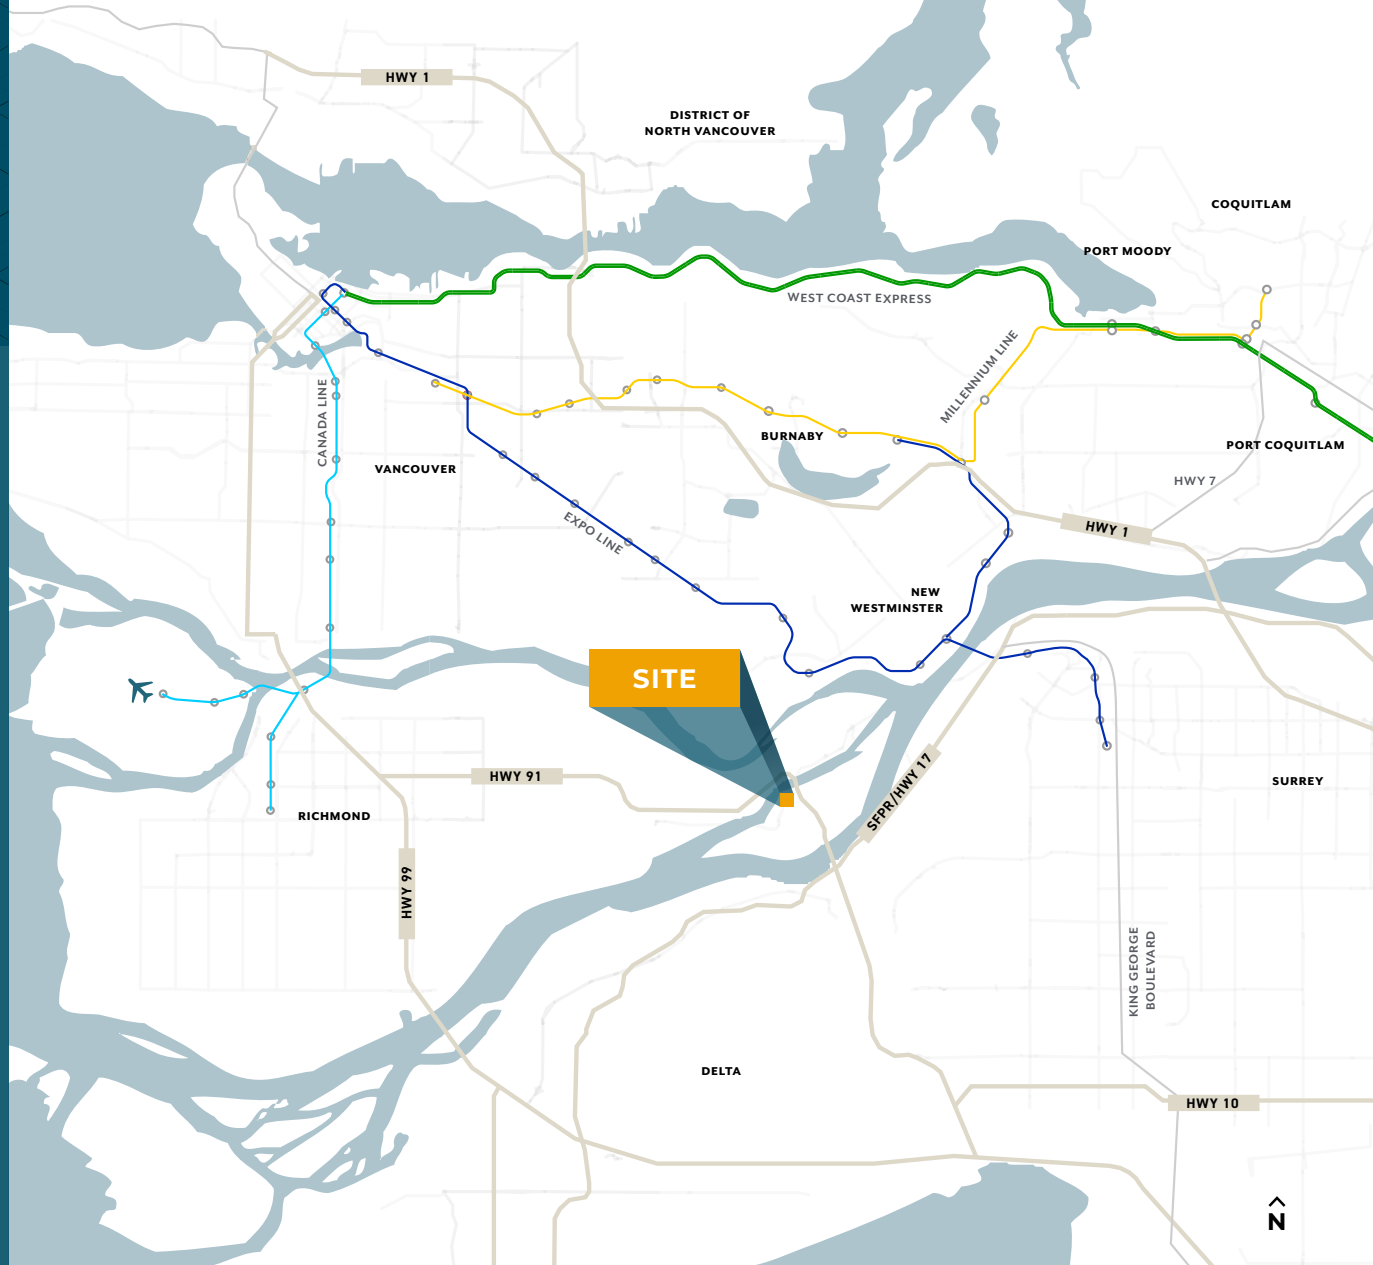 HWY 1
DISTRICT OF
NORTH VANCOUVER
COQUITLAM
PORT MOODY
WEST COAST EXPRESS
MILLENNIUM LINE
CANADA LINE
BURNABY
PORT COQUITLAM
VANCOUVER
HWY 7
EXPO LINE
HWY 1
NEW
WESTMINSTER
SITE
HWY 91
SFPR/HWY 17
SURREY
RICHMOND
HWY 99
KING GEORGE
BOULEVARD
DELTA
HWY 10
N